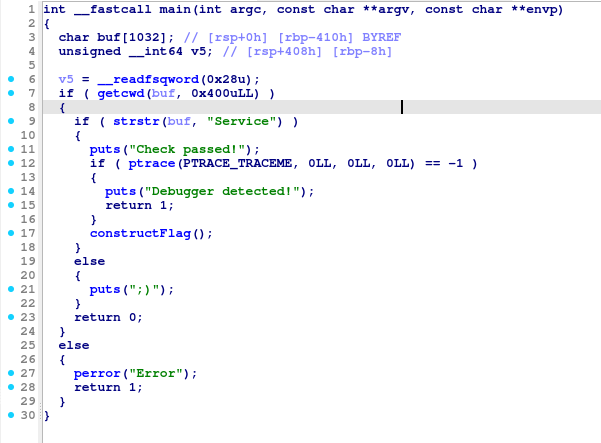 1 int __fastcall main(int argc, const char **argv, const char **envp)
2 {
3   char buf[1032]; // [rsp+0h] [rbp-410h] BYREF
4   unsigned __int64 v5; // [rsp+408h] [rbp-8h]
5
6   v5 = __readfsqword(0x28u);
7   if ( getcwd(buf, 0x400uLL) )
8   {
9     if ( strstr(buf, "Service") )
10     {
11       puts("Check passed!");
12       if ( ptrace(PTRACE_TRACEME, 0LL, 0LL, 0LL) == -1 )
13       {
14         puts("Debugger detected!");
15         return 1;
16       }
17       constructFlag();
18     }
19     else
20     {
21       puts(";)");
22     }
23     return 0;
24   }
25   else
26   {
27     perror("Error");
28     return 1;
29   }
30 }